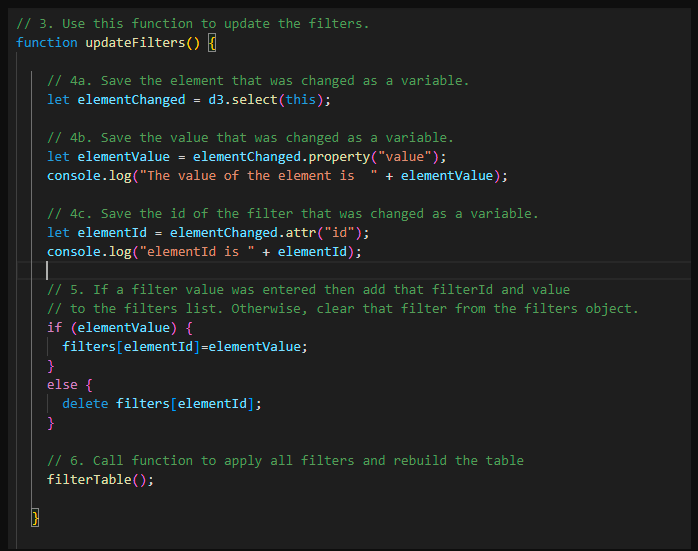 // 3. Use this function to update the filters.
function updateFilters() {
// 4a. Save the element that was changed as a variable.
let elementChanged = d3.select(this);
// 4b. Save the value that was changed as a variable.
let elementValue = elementChanged.property("value");
console.log("The value of the element is  " + elementValue);
// 4c. Save the id of the filter that was changed as a variable.
let elementId = elementChanged.attr("id");
console.log("elementId is " + elementId);
// 5. If a filter value was entered then add that filterId and value
// to the filters list. Otherwise, clear that filter from the filters object.
if (elementValue) {
filters[elementId]=elementValue;
}
else {
delete filters[elementId];
}
// 6. Call function to apply all filters and rebuild the table
filterTable();
}